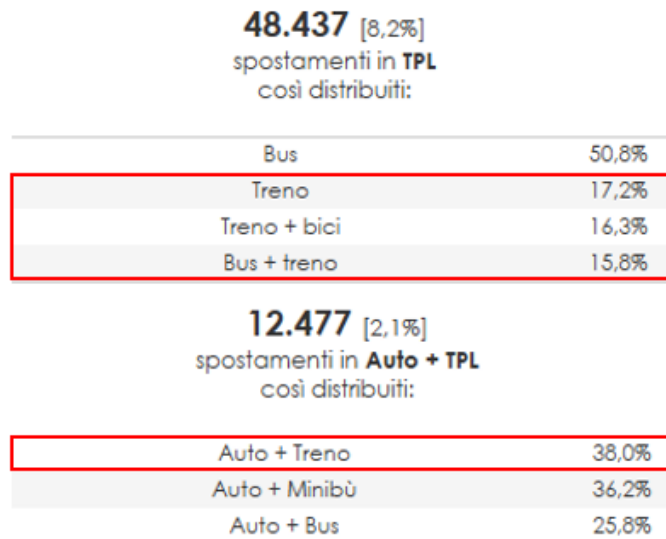 48.437 [8,2%]
spostamenti in TPL
così distribuiti:
Bus 50,8%
Treno 17,2%
Treno + bici 16,3%
Bus + treno 15,8%
12.477 [2,1%]
spostamenti in Auto + TPL
così distribuiti:
Auto + Treno 38,0%
Auto + Minibù 36,2%
Auto + Bus 25,8%